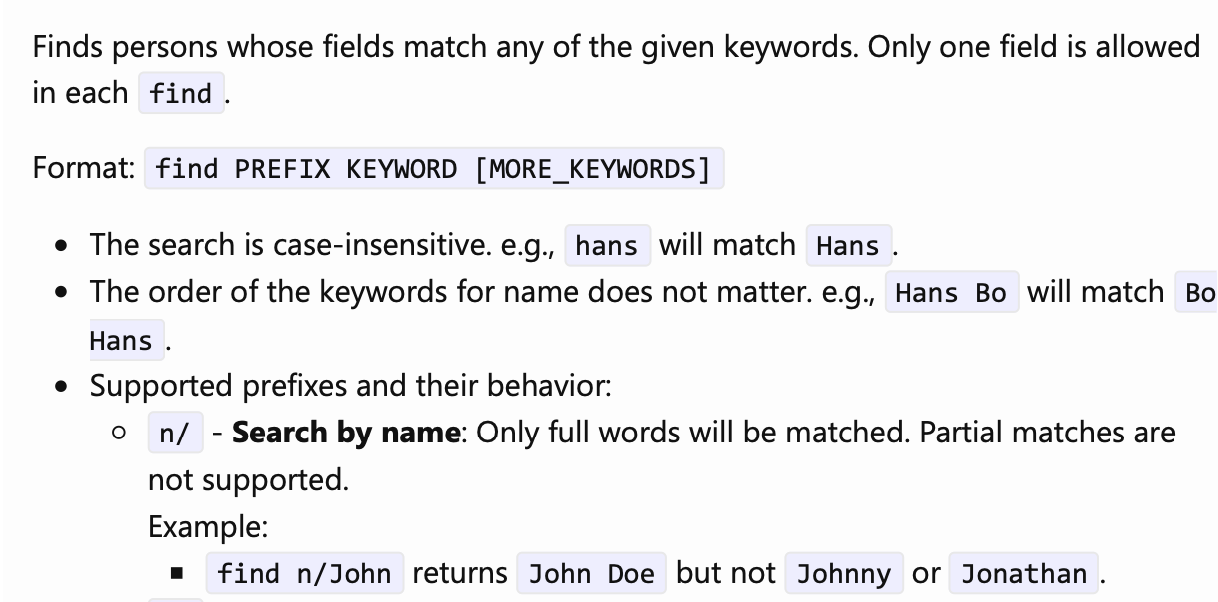 Finds persons whose fields match any of the given keywords. Only one field is allowed
in each find.
Format: find PREFIX KEYWORD [MORE_KEYWORDS]
• The search is case-insensitive. e.g., hans will match Hans.
• The order of the keywords for name does not matter. e.g., Hans Bo will match Bo
Hans.
• Supported prefixes and their behavior:
○ n/ - Search by name: Only full words will be matched. Partial matches are
not supported.
Example:
▪ find n/John returns John Doe but not Johnny or Jonathan.